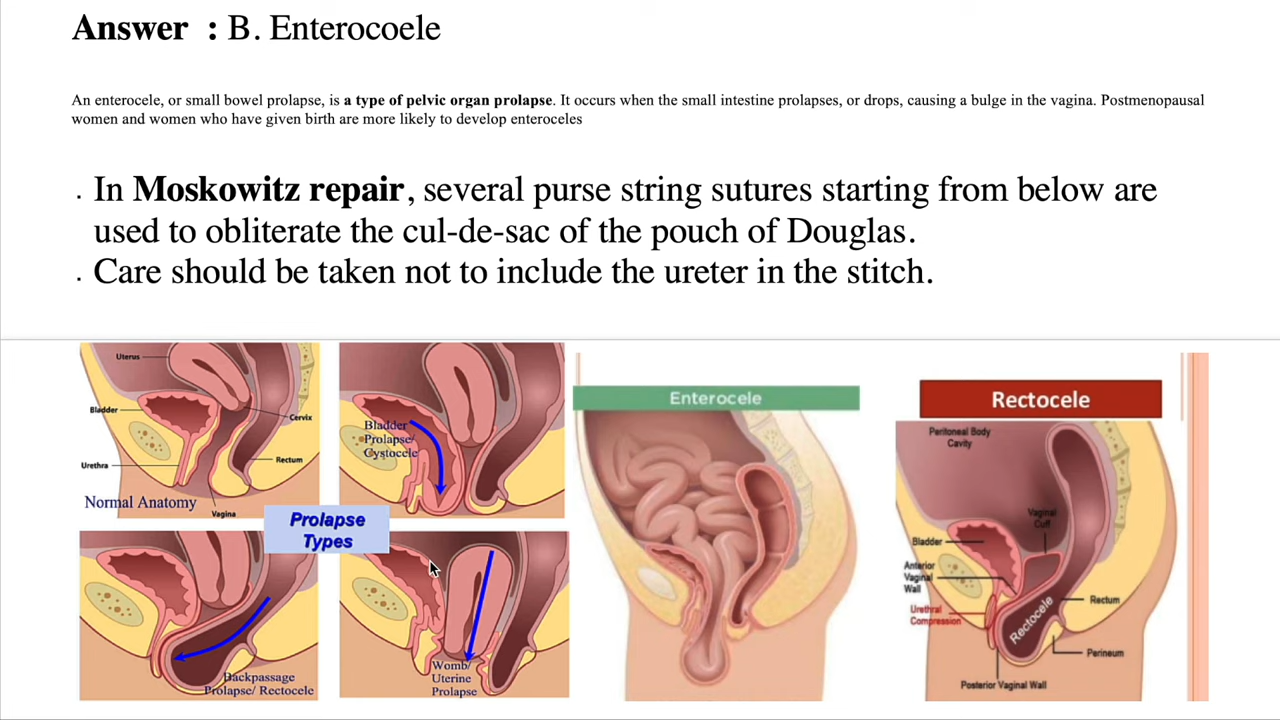 Answer : B. Enterocoele
An enterocele, or small bowel prolapse, is a type of pelvic organ prolapse. It occurs when the small intestine prolapses, or drops, causing a bulge in the vagina. Postmenopausal
women and women who have given birth are more likely to develop enteroceles
. In Moskowitz repair, several purse string sutures starting from below are
used to obliterate the cul-de-sac of the pouch of Douglas.
. Care should be taken not to include the ureter in the stitch.
Uterus
Bladder
Cervix
Urethra
Rectum
Normal Anatomy
Vagina
Bladder
Prolapse/
Cystocele
Prolapse
Types
Backpassage
Prolapse/ Rectocele
Womb/
Uterine
Prolapse
Enterocele
Rectocele
Peritoneal Body
Cavity
Vaginal
Cuff
Bladder
Anterior
Vaginal
Wall
Urethral
Compression
Rectocele
Rectum
Perineum
Posterior Vaginal Wall